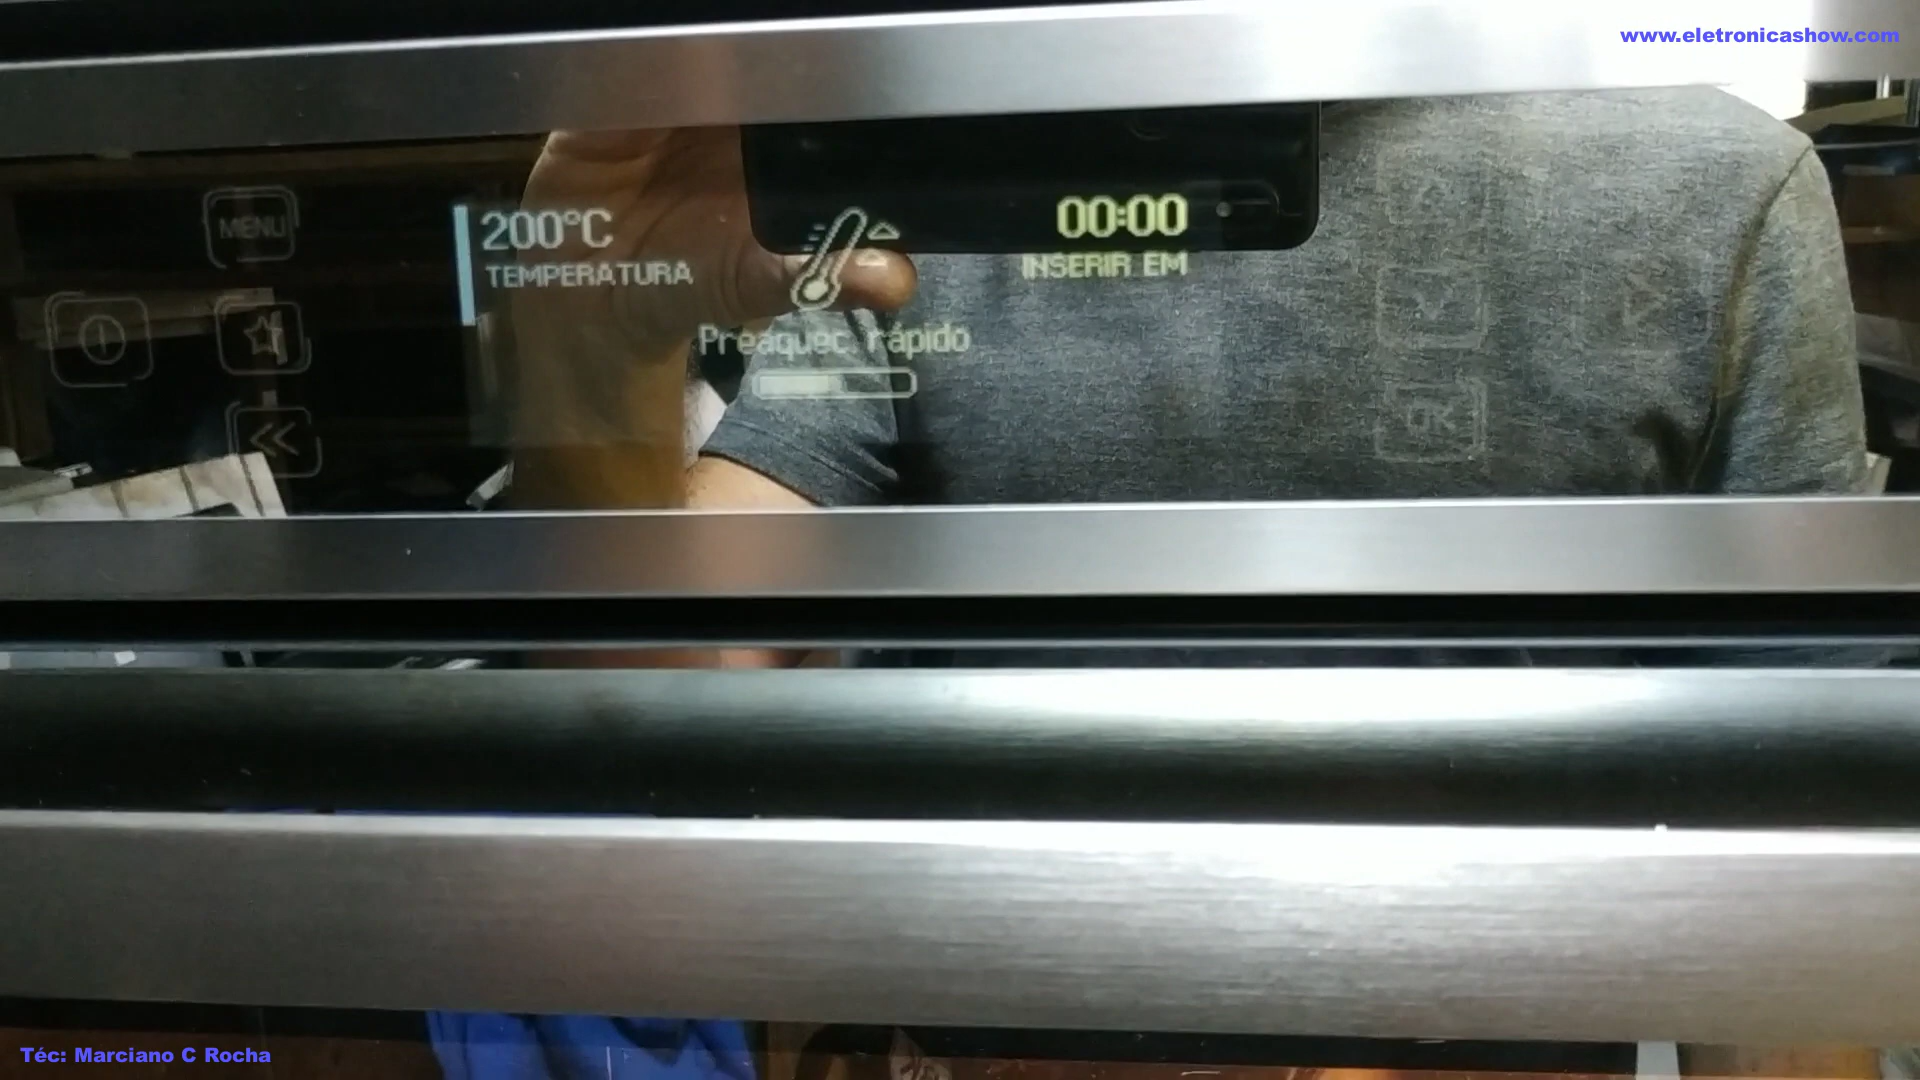 www.eletronicashow.com
MENU
200°C
TEMPERATURA
00:00
INSERIR EM
Preaquec rápido
OK
Téc: Marciano C Rocha